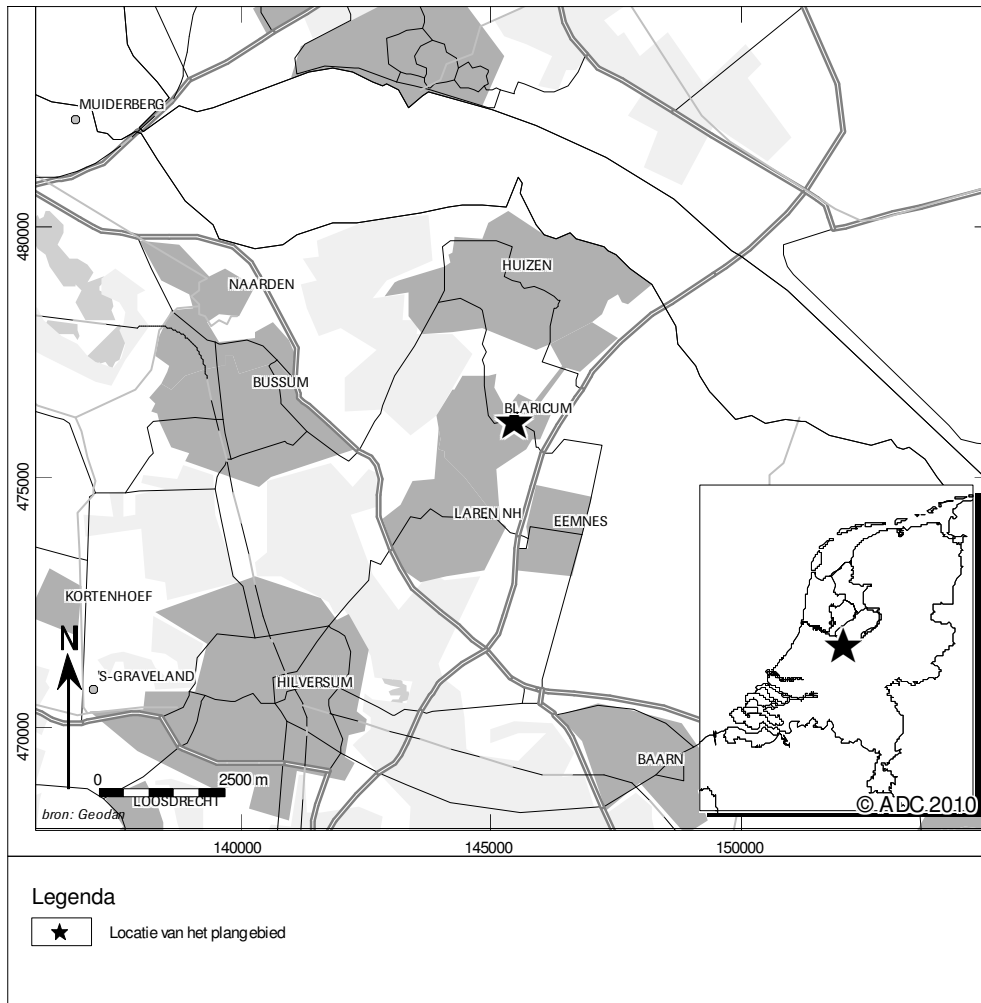 MUIDERBERG
480000
HUIZEN
NAARDEN
BUSSUM
BLARICUM
475000
LAREN NH
EEMNES
KORTENHOEF
N
'S-GRAVELAND
HILVERSUM
470000
BAARN
0 2500 m
LOOSDRECHT
bron: Geodan
© ADC 2010
140000 145000 150000
Legenda
Locatie van het plangebied